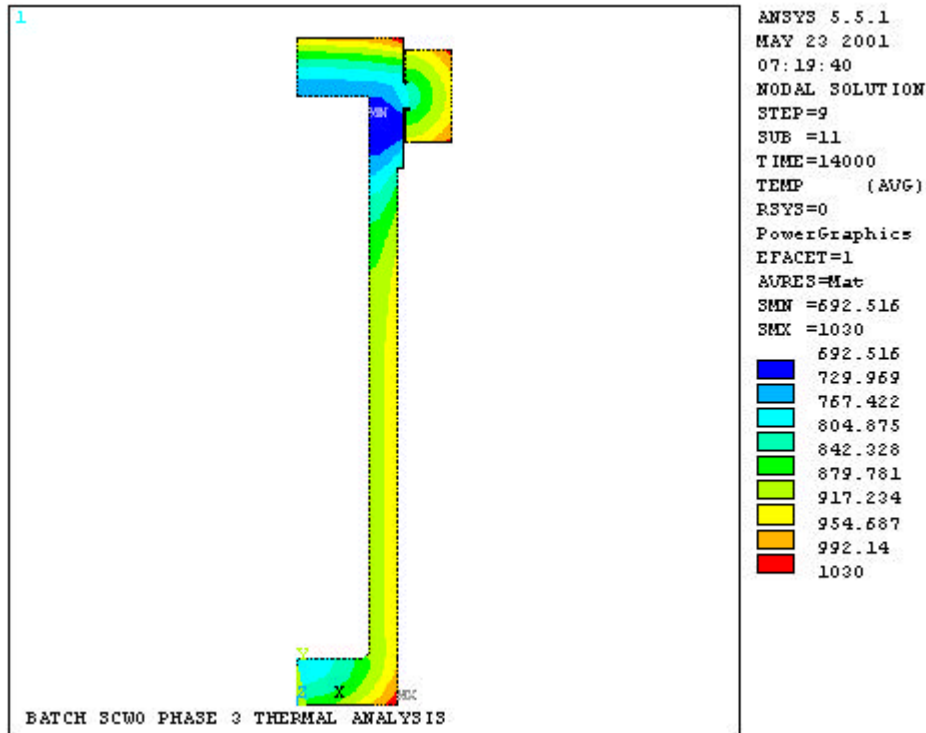 1
ANSYS 5.5.1
MAY 23 2001
07:19:40
NODAL SOLUTION
STEP=9
SUB =11
TIME=14000
TEMP (AVG)
RSYS=0
PowerGraphics
EFACET=1
AVRES=Mat
SMN =692.516
SMX =1030
692.516
729.969
767.422
804.875
842.328
879.781
917.234
954.687
992.14
1030
MN
Y
Z
X
MX
BATCH SCWO PHASE 3 THERMAL ANALYSIS